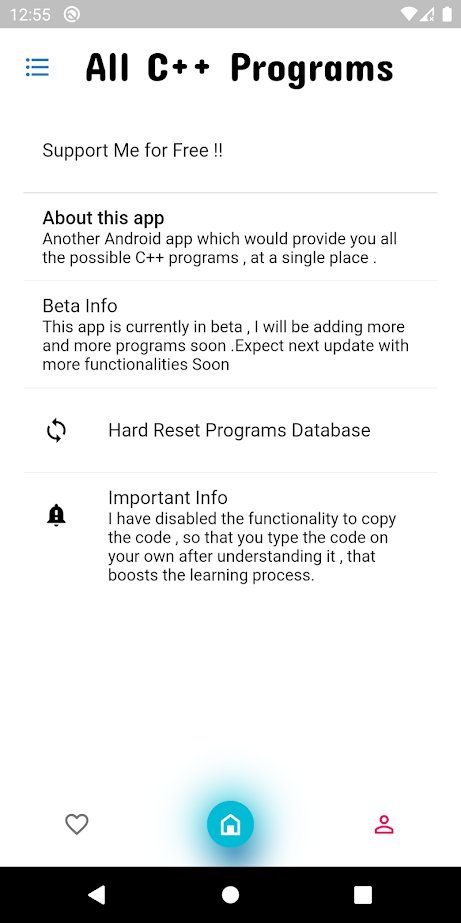 12:55
All C++ Programs
Support Me for Free !!
About this app
Another Android app which would provide you all
the possible C++ programs , at a single place .
Beta Info
This app is currently in beta , I will be adding more
and more programs soon .Expect next update with
more functionalities Soon
Hard Reset Programs Database
Important Info
I have disabled the functionality to copy
the code , so that you type the code on
your own after understanding it , that
boosts the learning process.